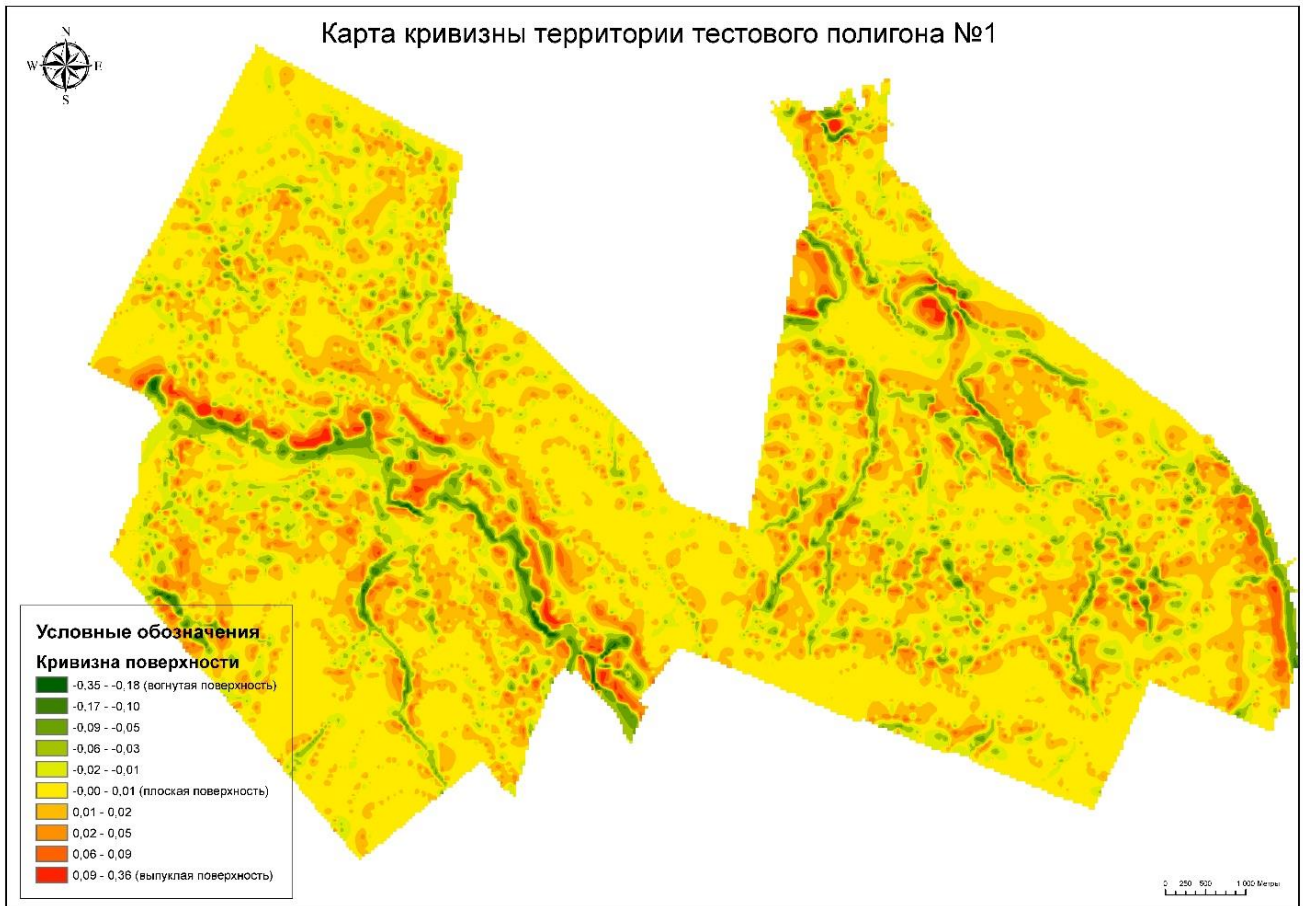 Карта кривизны территории тестового полигона №1
N
W E
S
Условные обозначения
Кривизна поверхности
-0,35 - -0,18 (вогнутая поверхность)
-0,17 - -0,10
-0,09 - -0,05
-0,06 - -0,03
-0,02 - -0,01
-0,00 - 0,01 (плоская поверхность)
0,01 - 0,02
0,02 - 0,05
0,06 - 0,09
0,09 - 0,36 (выпуклая поверхность)
0 250 500 1 000 Метры